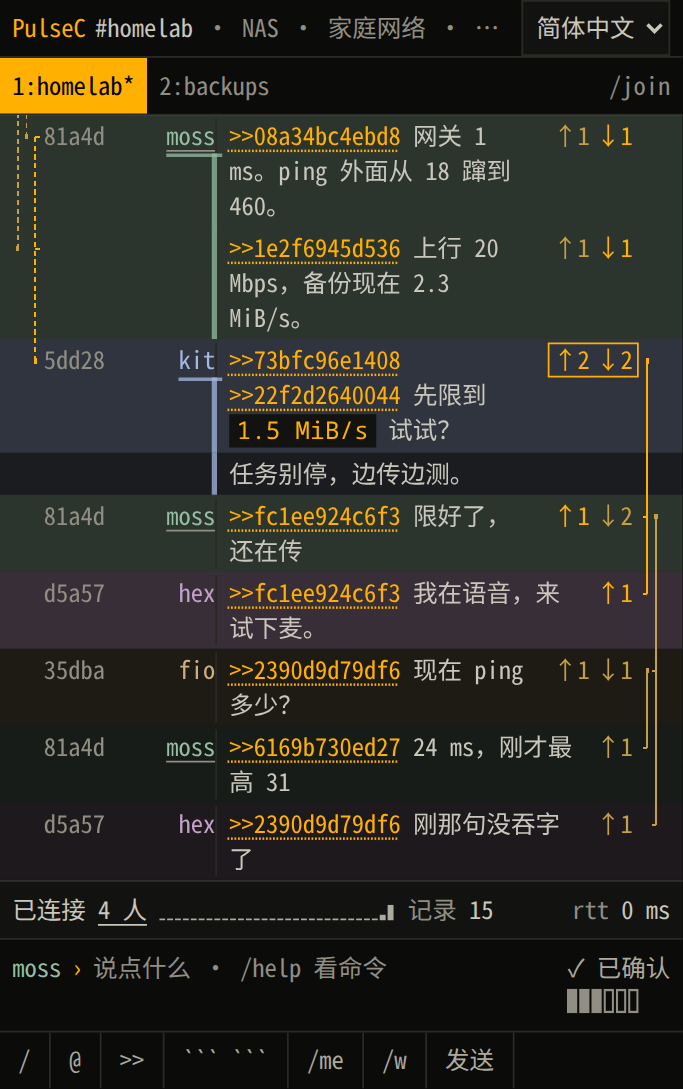 PulseC #homelab · NAS · 家庭网络 · … 简体中文
1:homelab* 2:backups /join
81a4d moss >>08a34bc4ebd8 网关 1 ↑1 ↓1
ms。ping 外面从 18 蹿到
460。
>>1e2f6945d536 上行 20 ↑1 ↓1
Mbps，备份现在 2.3
MiB/s。
5dd28 kit >>73bfc96e1408 ↑2 ↓2
>>22f2d2640044 先限到
1.5 MiB/s 试试？
任务别停，边传边测。
81a4d moss >>fc1ee924c6f3 限好了， ↑1 ↓2
还在传
d5a57 hex >>fc1ee924c6f3 我在语音，来 ↑1
试下麦。
35dba fio >>2390d9d79df6 现在 ping ↑1 ↓1
多少？
81a4d moss >>6169b730ed27 24 ms，刚才最 ↑1
高 31
d5a57 hex >>2390d9d79df6 刚那句没吞字 ↑1
了
已连接 4 人 记录 15 rtt 0 ms
moss › 说点什么 · /help 看命令 ✓ 已确认
/ @ >> ``` ``` /me /w 发送